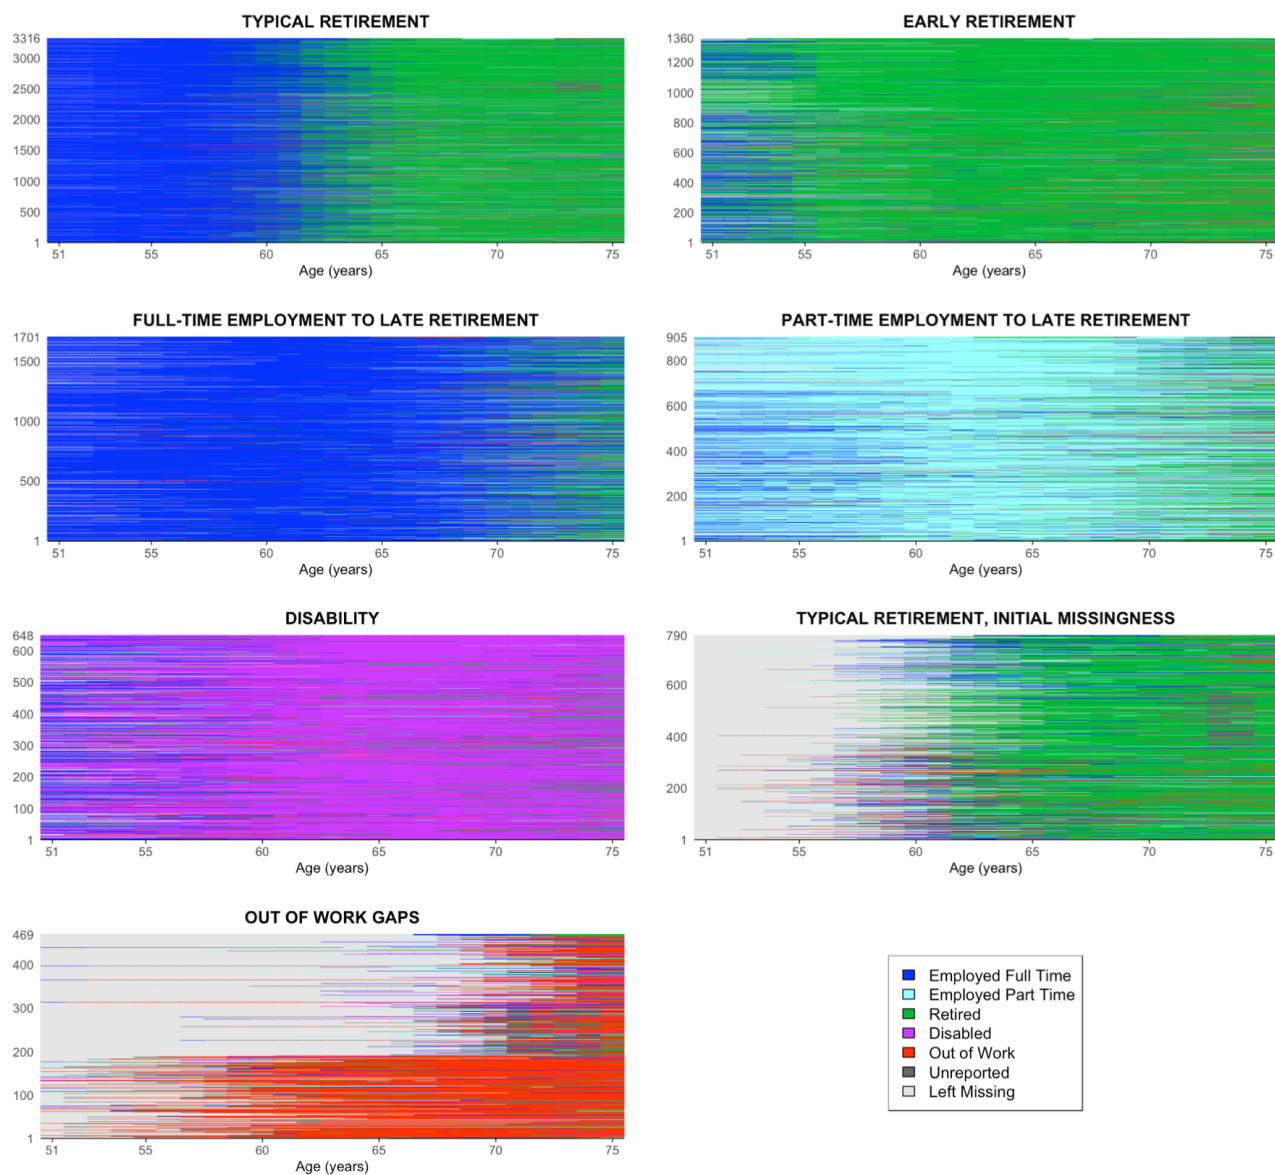 TYPICAL RETIREMENT
3316
3000
2500
2000
1500
1000
500
1
51 55 60 65 70 75
Age (years)
EARLY RETIREMENT
1360
1200
1000
800
600
400
200
1
51 55 60 65 70 75
Age (years)
FULL-TIME EMPLOYMENT TO LATE RETIREMENT
1701
1500
1000
500
1
51 55 60 65 70 75
Age (years)
PART-TIME EMPLOYMENT TO LATE RETIREMENT
905
800
600
400
200
1
51 55 60 65 70 75
Age (years)
DISABILITY
648
600
500
400
300
200
100
1
51 55 60 65 70 75
Age (years)
TYPICAL RETIREMENT, INITIAL MISSINGNESS
790
600
400
200
1
51 55 60 65 70 75
Age (years)
OUT OF WORK GAPS
469
400
300
200
100
1
51 55 60 65 70 75
Age (years)
Employed Full Time
Employed Part Time
Retired
Disabled
Out of Work
Unreported
Left Missing